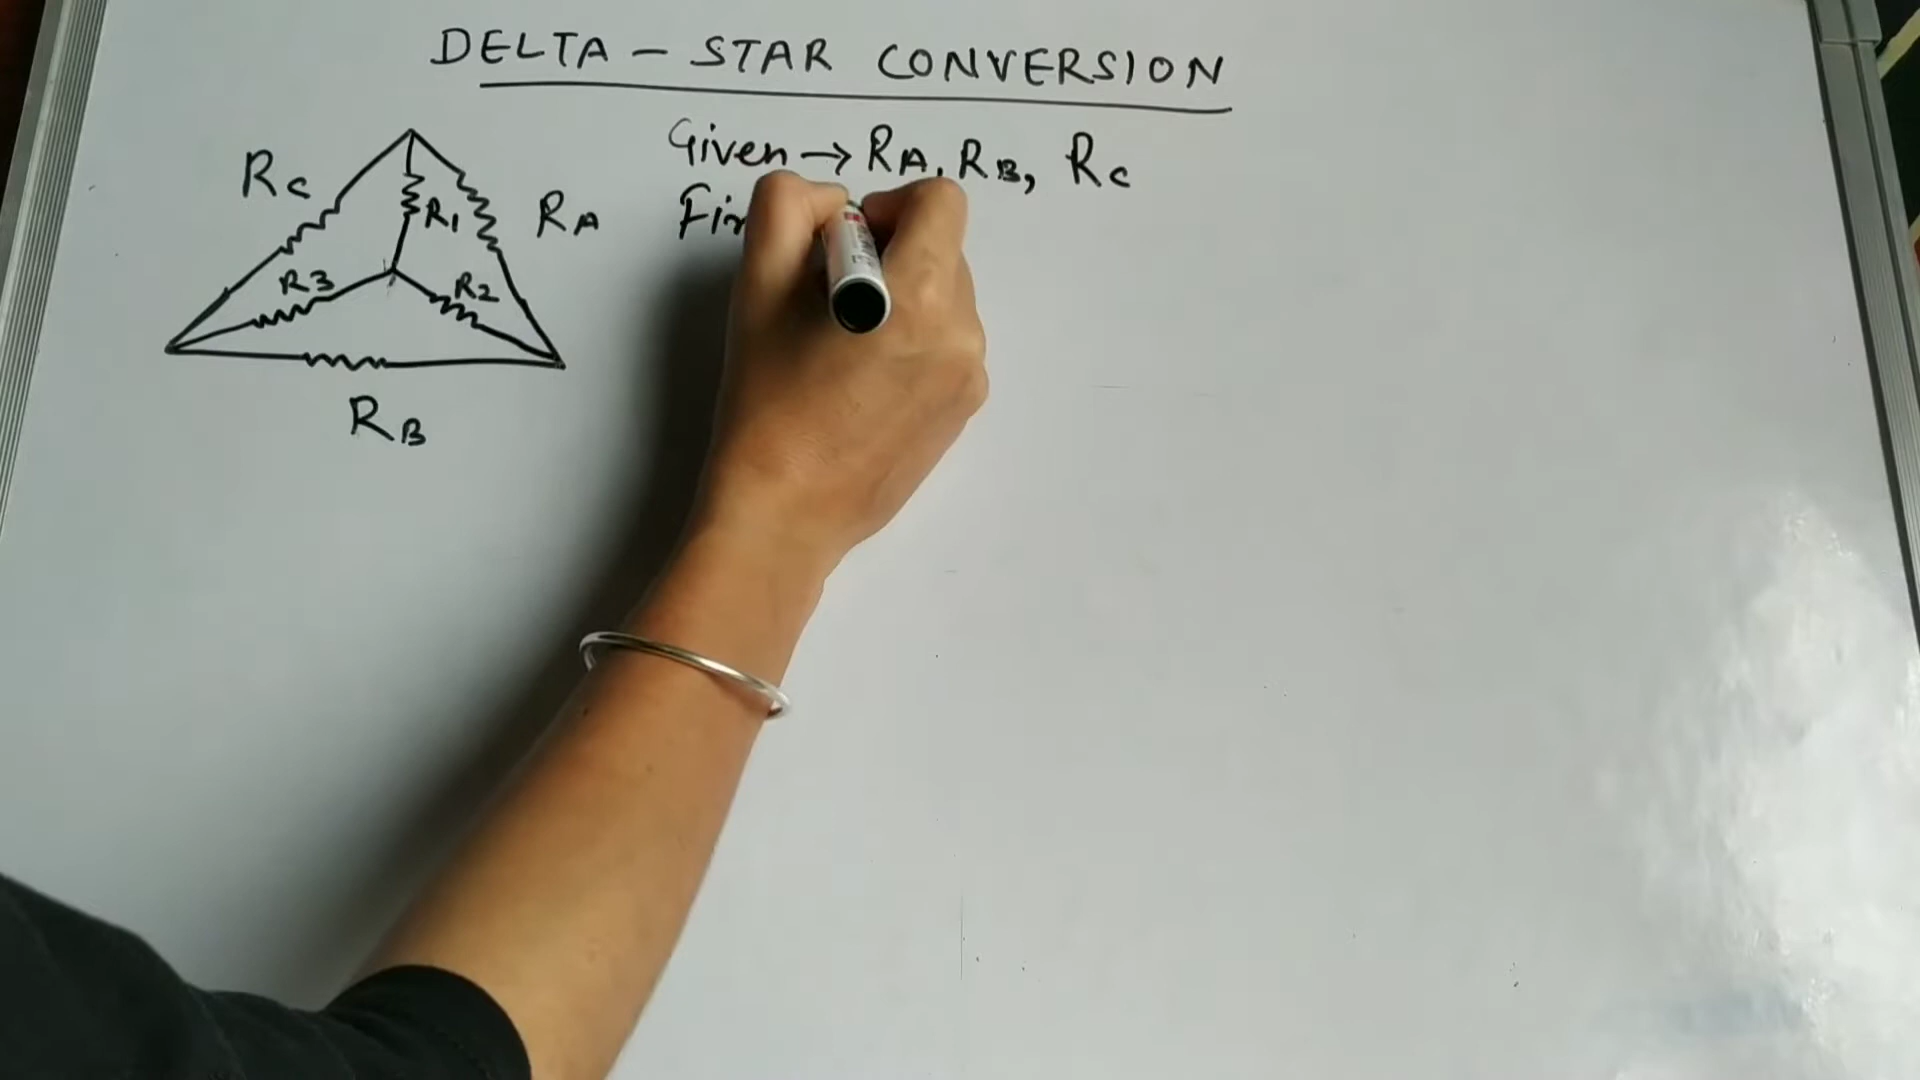 DELTA – STAR CONVERSION
Given → RA, RB, RC
RC
R1
RA
R3
R2
RB